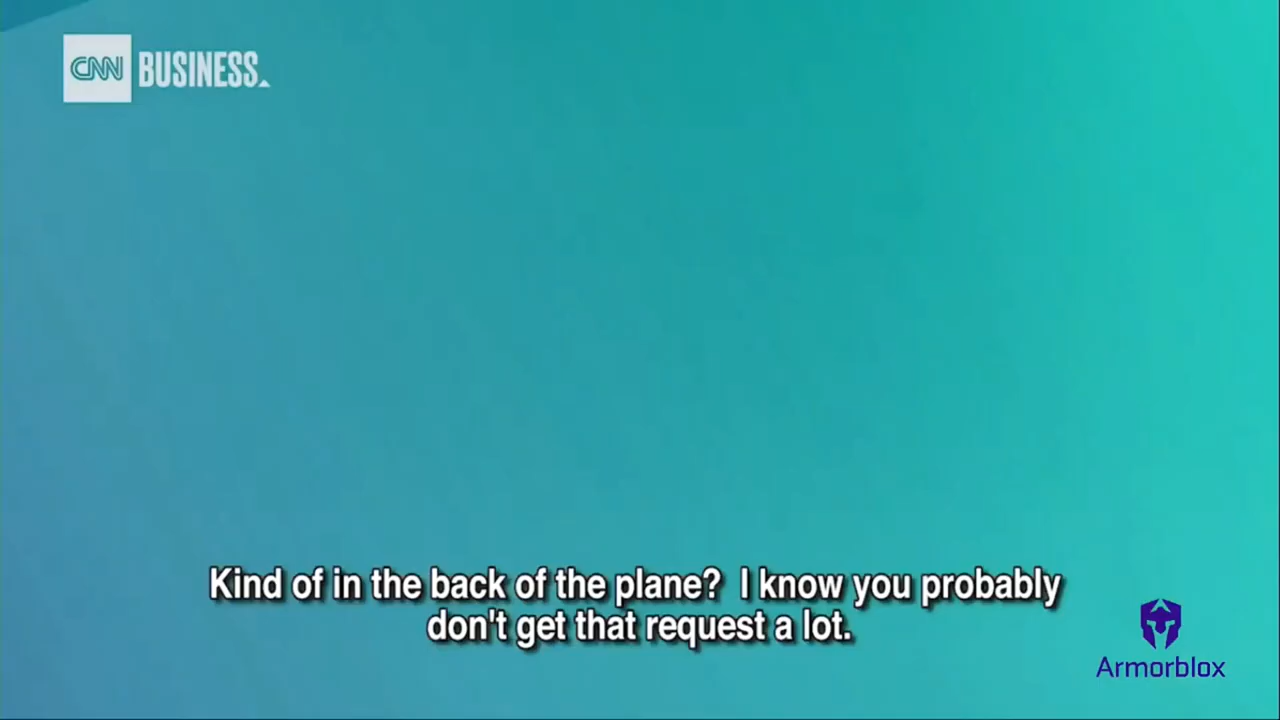 CNN BUSINESS
Kind of in the back of the plane?  I know you probably
don't get that request a lot.
Armorblox